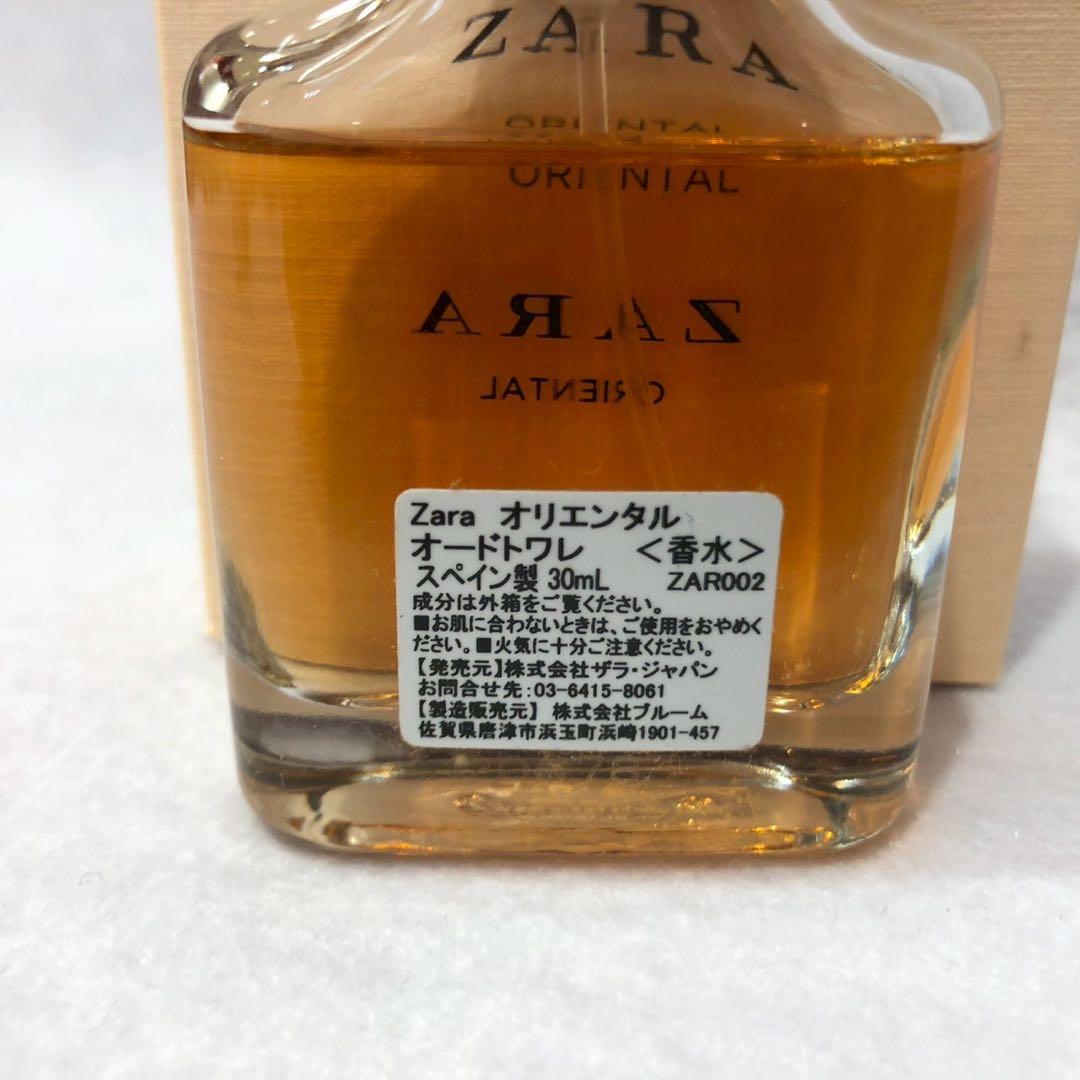 ZARA
ORIENTAL
ORIENTAL
ZARA
ORIENTAL
Zara オリエンタル
オードトワレ <香水>
スペイン製 30mL ZAR002
成分は外箱をご覧ください。
■お肌に合わないときは、ご使用をおやめく
ださい。■火気に十分ご注意ください。
【発売元】株式会社ザラ・ジャパン
お問合せ先:03-6415-8061
【製造販売元】 株式会社ブルーム
佐賀県唐津市浜玉町浜崎1901-457